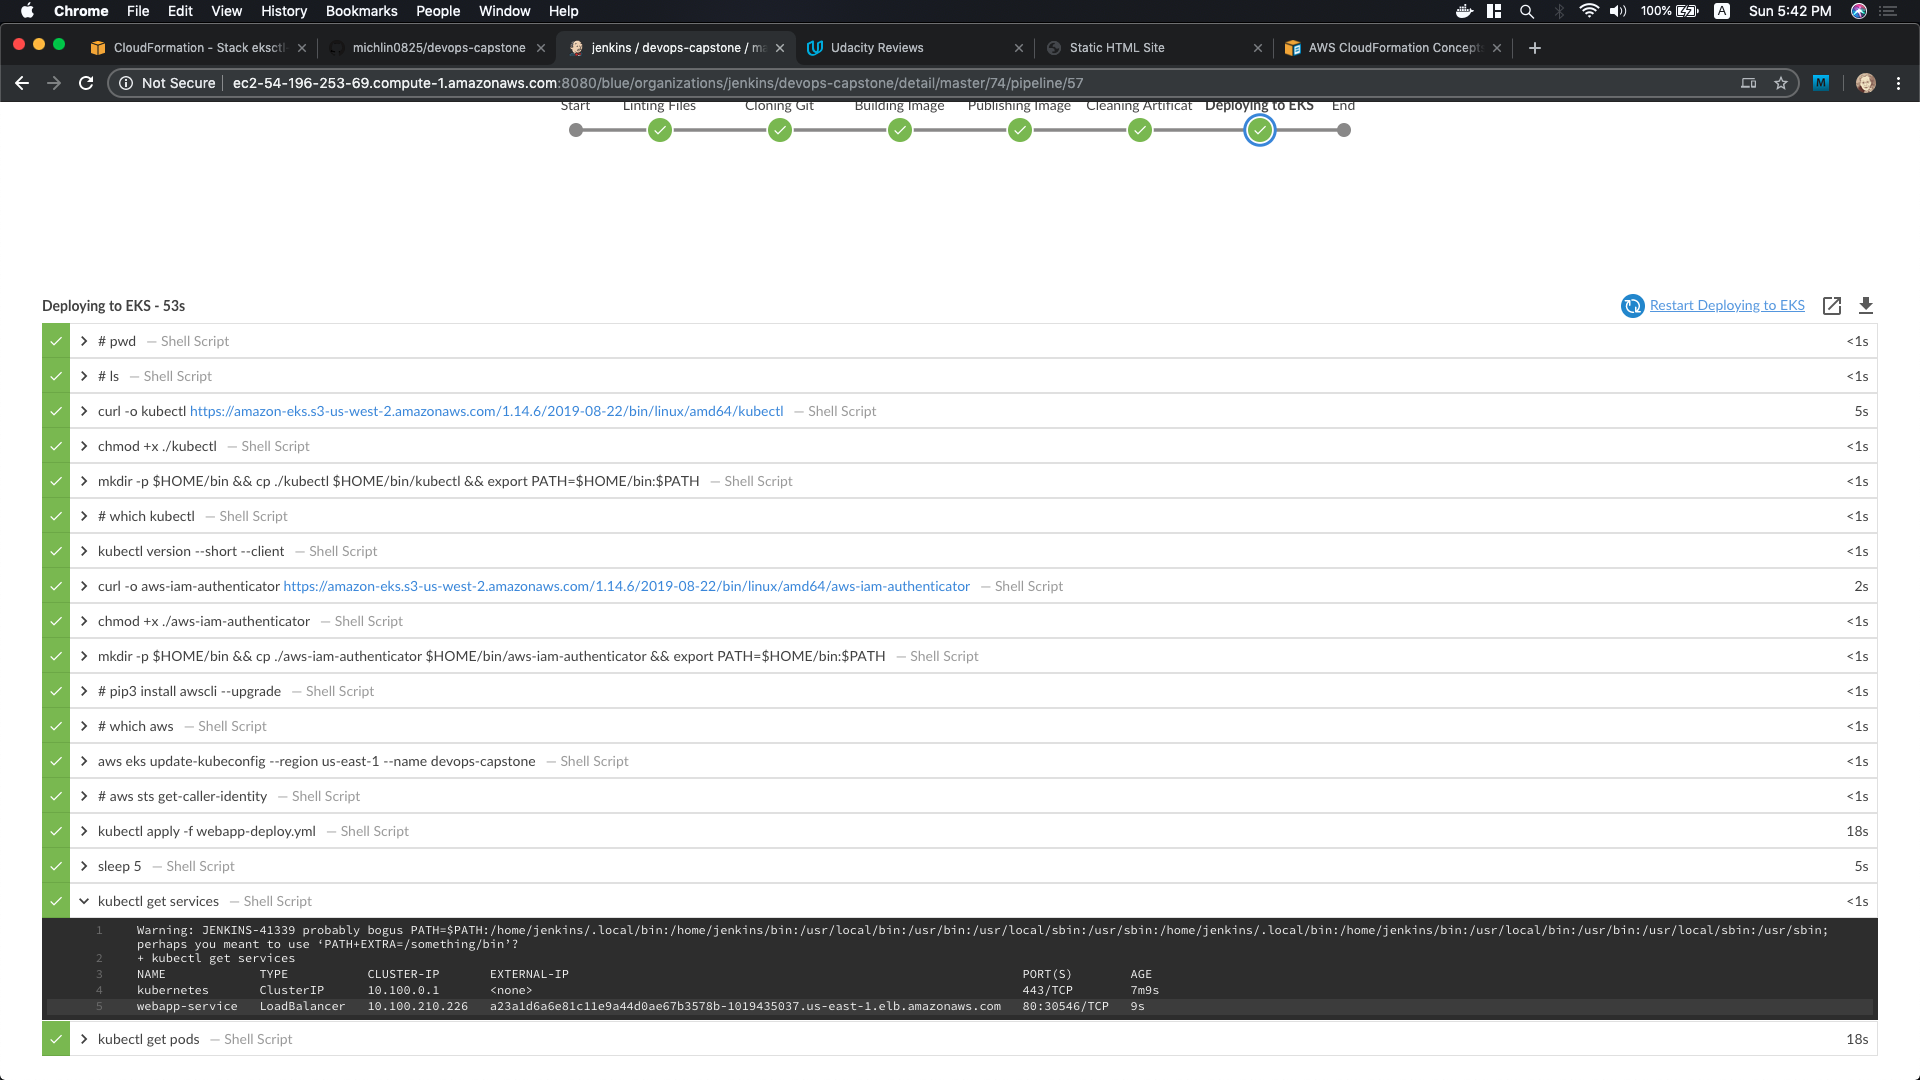 Chrome File Edit View History Bookmarks People Window Help 100% A Sun 5:42 PM
CloudFormation - Stack eksctl- michlin0825/devops-capstone jenkins / devops-capstone / ma Udacity Reviews Static HTML Site AWS CloudFormation Concept
Not Secure ec2-54-196-253-69.compute-1.amazonaws.com:8080/blue/organizations/jenkins/devops-capstone/detail/master/74/pipeline/57 M
Start Linting Files Cloning Git Building Image Publishing Image Cleaning Artificat Deploying to EKS End
Deploying to EKS - 53s Restart Deploying to EKS
# pwd — Shell Script <1s
# ls — Shell Script <1s
curl -o kubectl https://amazon-eks.s3-us-west-2.amazonaws.com/1.14.6/2019-08-22/bin/linux/amd64/kubectl — Shell Script 5s
chmod +x ./kubectl — Shell Script <1s
mkdir -p $HOME/bin && cp ./kubectl $HOME/bin/kubectl && export PATH=$HOME/bin:$PATH — Shell Script <1s
# which kubectl — Shell Script <1s
kubectl version --short --client — Shell Script <1s
curl -o aws-iam-authenticator https://amazon-eks.s3-us-west-2.amazonaws.com/1.14.6/2019-08-22/bin/linux/amd64/aws-iam-authenticator — Shell Script 2s
chmod +x ./aws-iam-authenticator — Shell Script <1s
mkdir -p $HOME/bin && cp ./aws-iam-authenticator $HOME/bin/aws-iam-authenticator && export PATH=$HOME/bin:$PATH — Shell Script <1s
# pip3 install awscli --upgrade — Shell Script <1s
# which aws — Shell Script <1s
aws eks update-kubeconfig --region us-east-1 --name devops-capstone — Shell Script <1s
# aws sts get-caller-identity — Shell Script <1s
kubectl apply -f webapp-deploy.yml — Shell Script 18s
sleep 5 — Shell Script 5s
kubectl get services — Shell Script <1s
1 Warning: JENKINS-41339 probably bogus PATH=$PATH:/home/jenkins/.local/bin:/home/jenkins/bin:/usr/local/bin:/usr/bin:/usr/local/sbin:/usr/sbin:/home/jenkins/.local/bin:/home/jenkins/bin:/usr/local/bin:/usr/bin:/usr/local/sbin:/usr/sbin;
perhaps you meant to use ‘PATH+EXTRA=/something/bin’?
2 + kubectl get services
3 NAME TYPE CLUSTER-IP EXTERNAL-IP PORT(S) AGE
4 kubernetes ClusterIP 10.100.0.1 <none> 443/TCP 7m9s
5 webapp-service LoadBalancer 10.100.210.226 a23a1d6a6e81c11e9a44d0ae67b3578b-1019435037.us-east-1.elb.amazonaws.com 80:30546/TCP 9s
kubectl get pods — Shell Script 18s